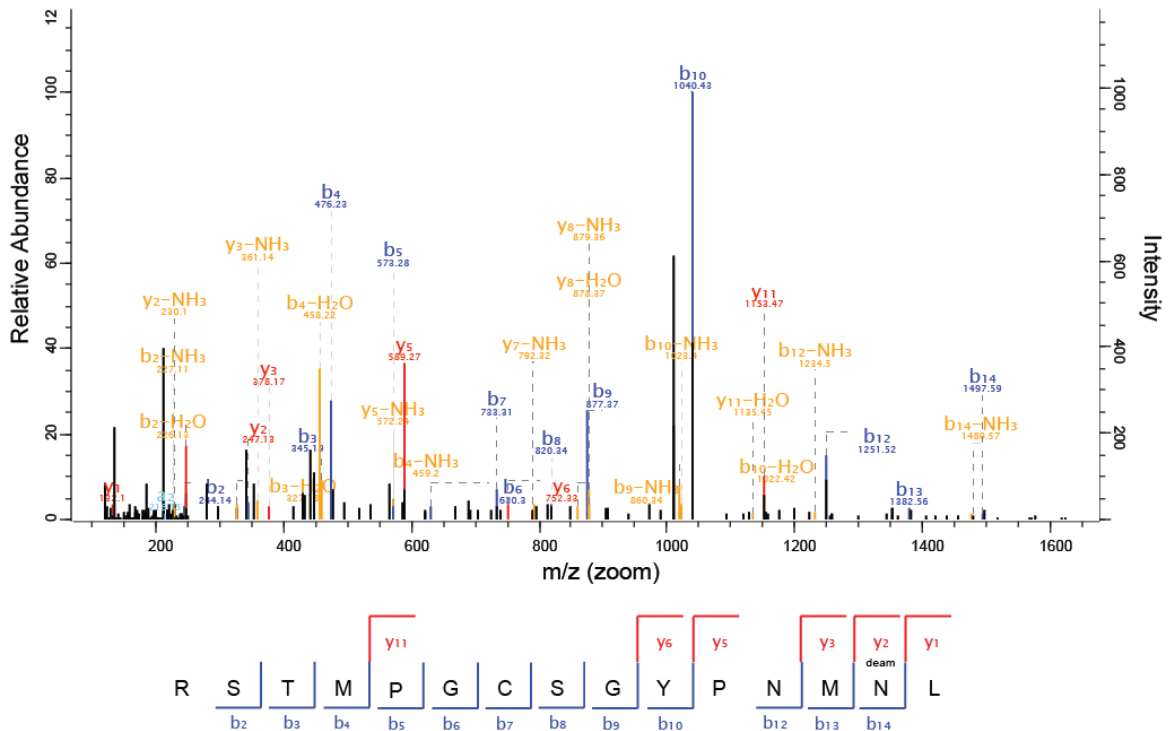 12
100
80
60
40
20
0
Relative Abundance
1000
800
600
400
200
0
Intensity
b10
1040.43
b4
476.23
y3-NH3
361.14
b5
573.28
y8-NH3
879.36
y8-H2O
878.37
y2-NH3
230.1
b4-H2O
458.22
y11
1153.47
b2-NH3
227.11
y3
378.17
y5
589.27
y7-NH3
792.32
b10-NH3
b12-NH3
1234.5
b2-H2O
y2
247.13
b3
345.19
y5-NH3
b7
733.31
b9
877.37
y11-H2O
1135.45
b14
1497.59
b4-NH3
459.2
b8
820.34
b12
1251.52
b14-NH3
1480.57
y1
132.1
b2
b3-H2O
b6
630.3
y6
752.33
b9-NH3
860.34
b10-H2O
1022.42
b13
1382.56
200 400 600 800 1000 1200 1400 1600
m/z (zoom)
y11 y6 y5 y3 y2 y1
deam
R S T M P G C S G Y P N M N L
b2 b3 b4 b5 b6 b7 b8 b9 b10 b12 b13 b14